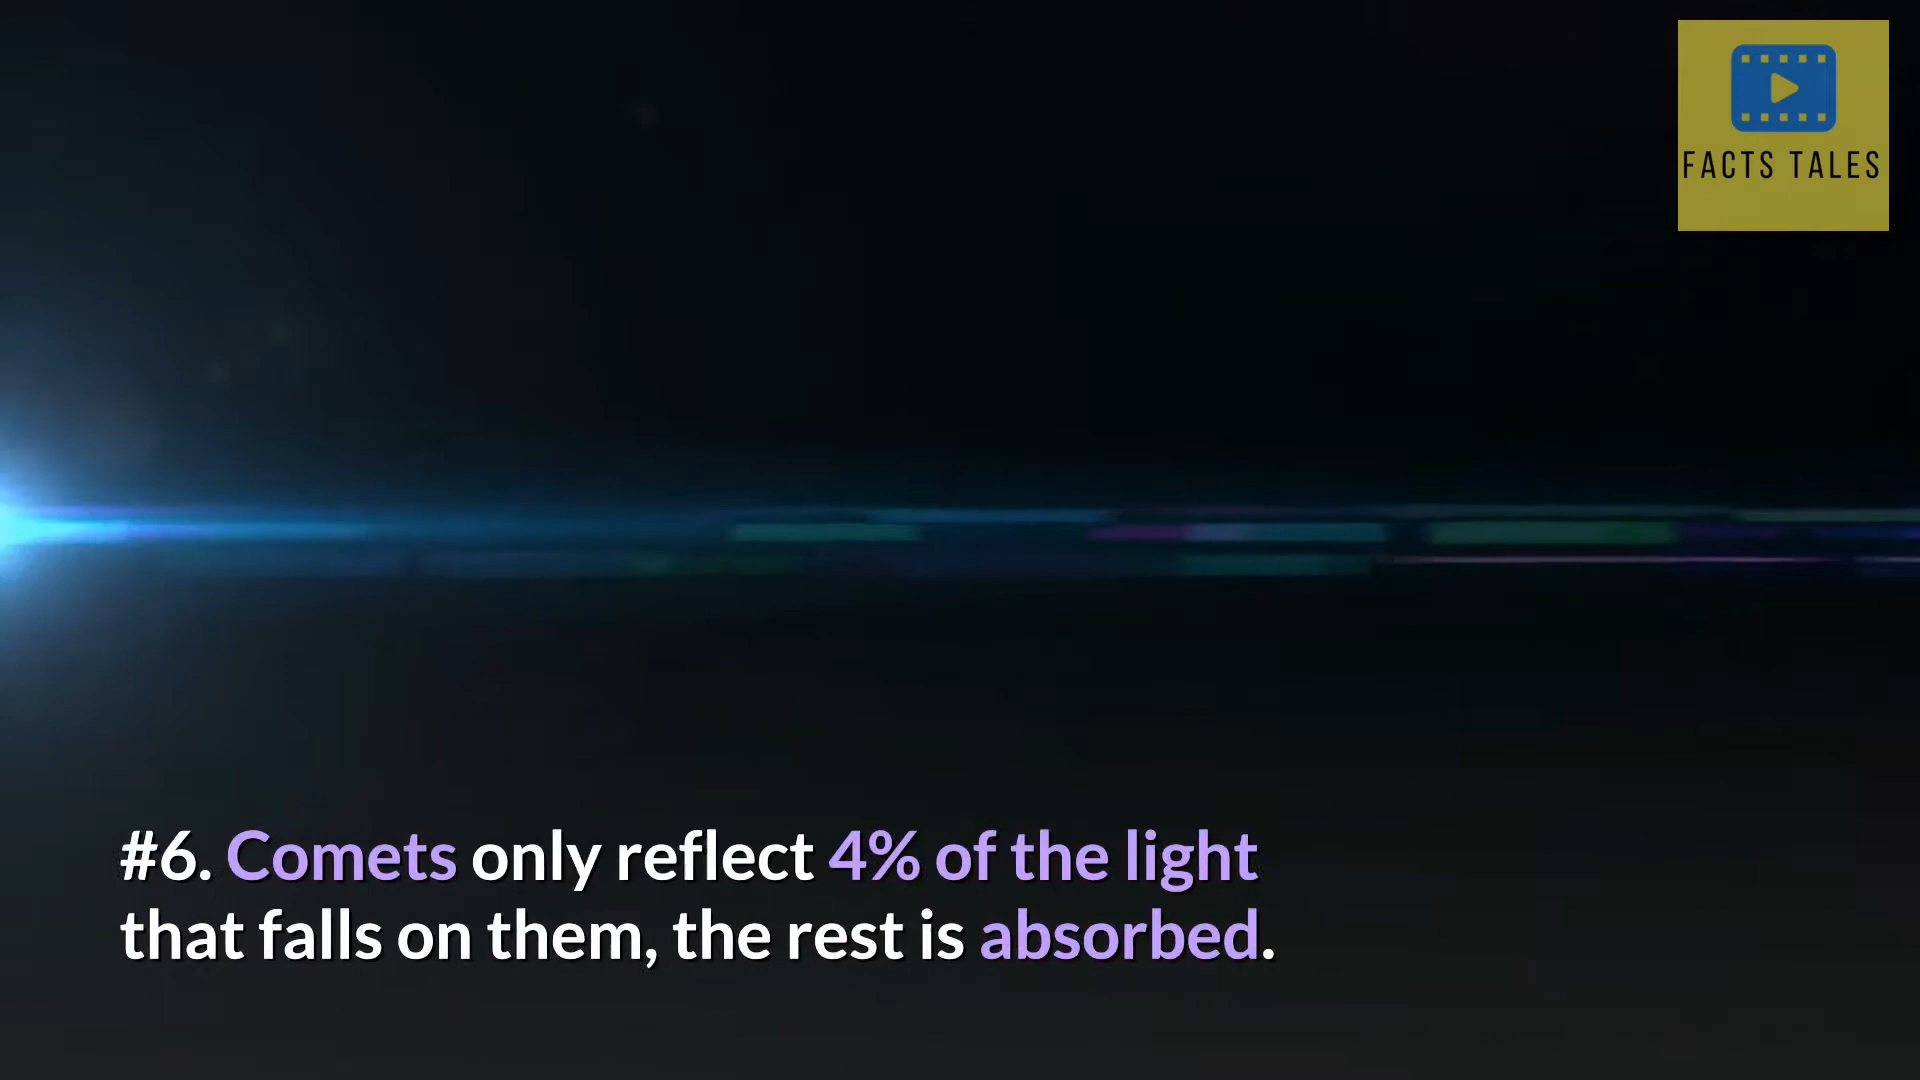 FACTS TALES
#6. Comets only reflect 4% of the light
that falls on them, the rest is absorbed.